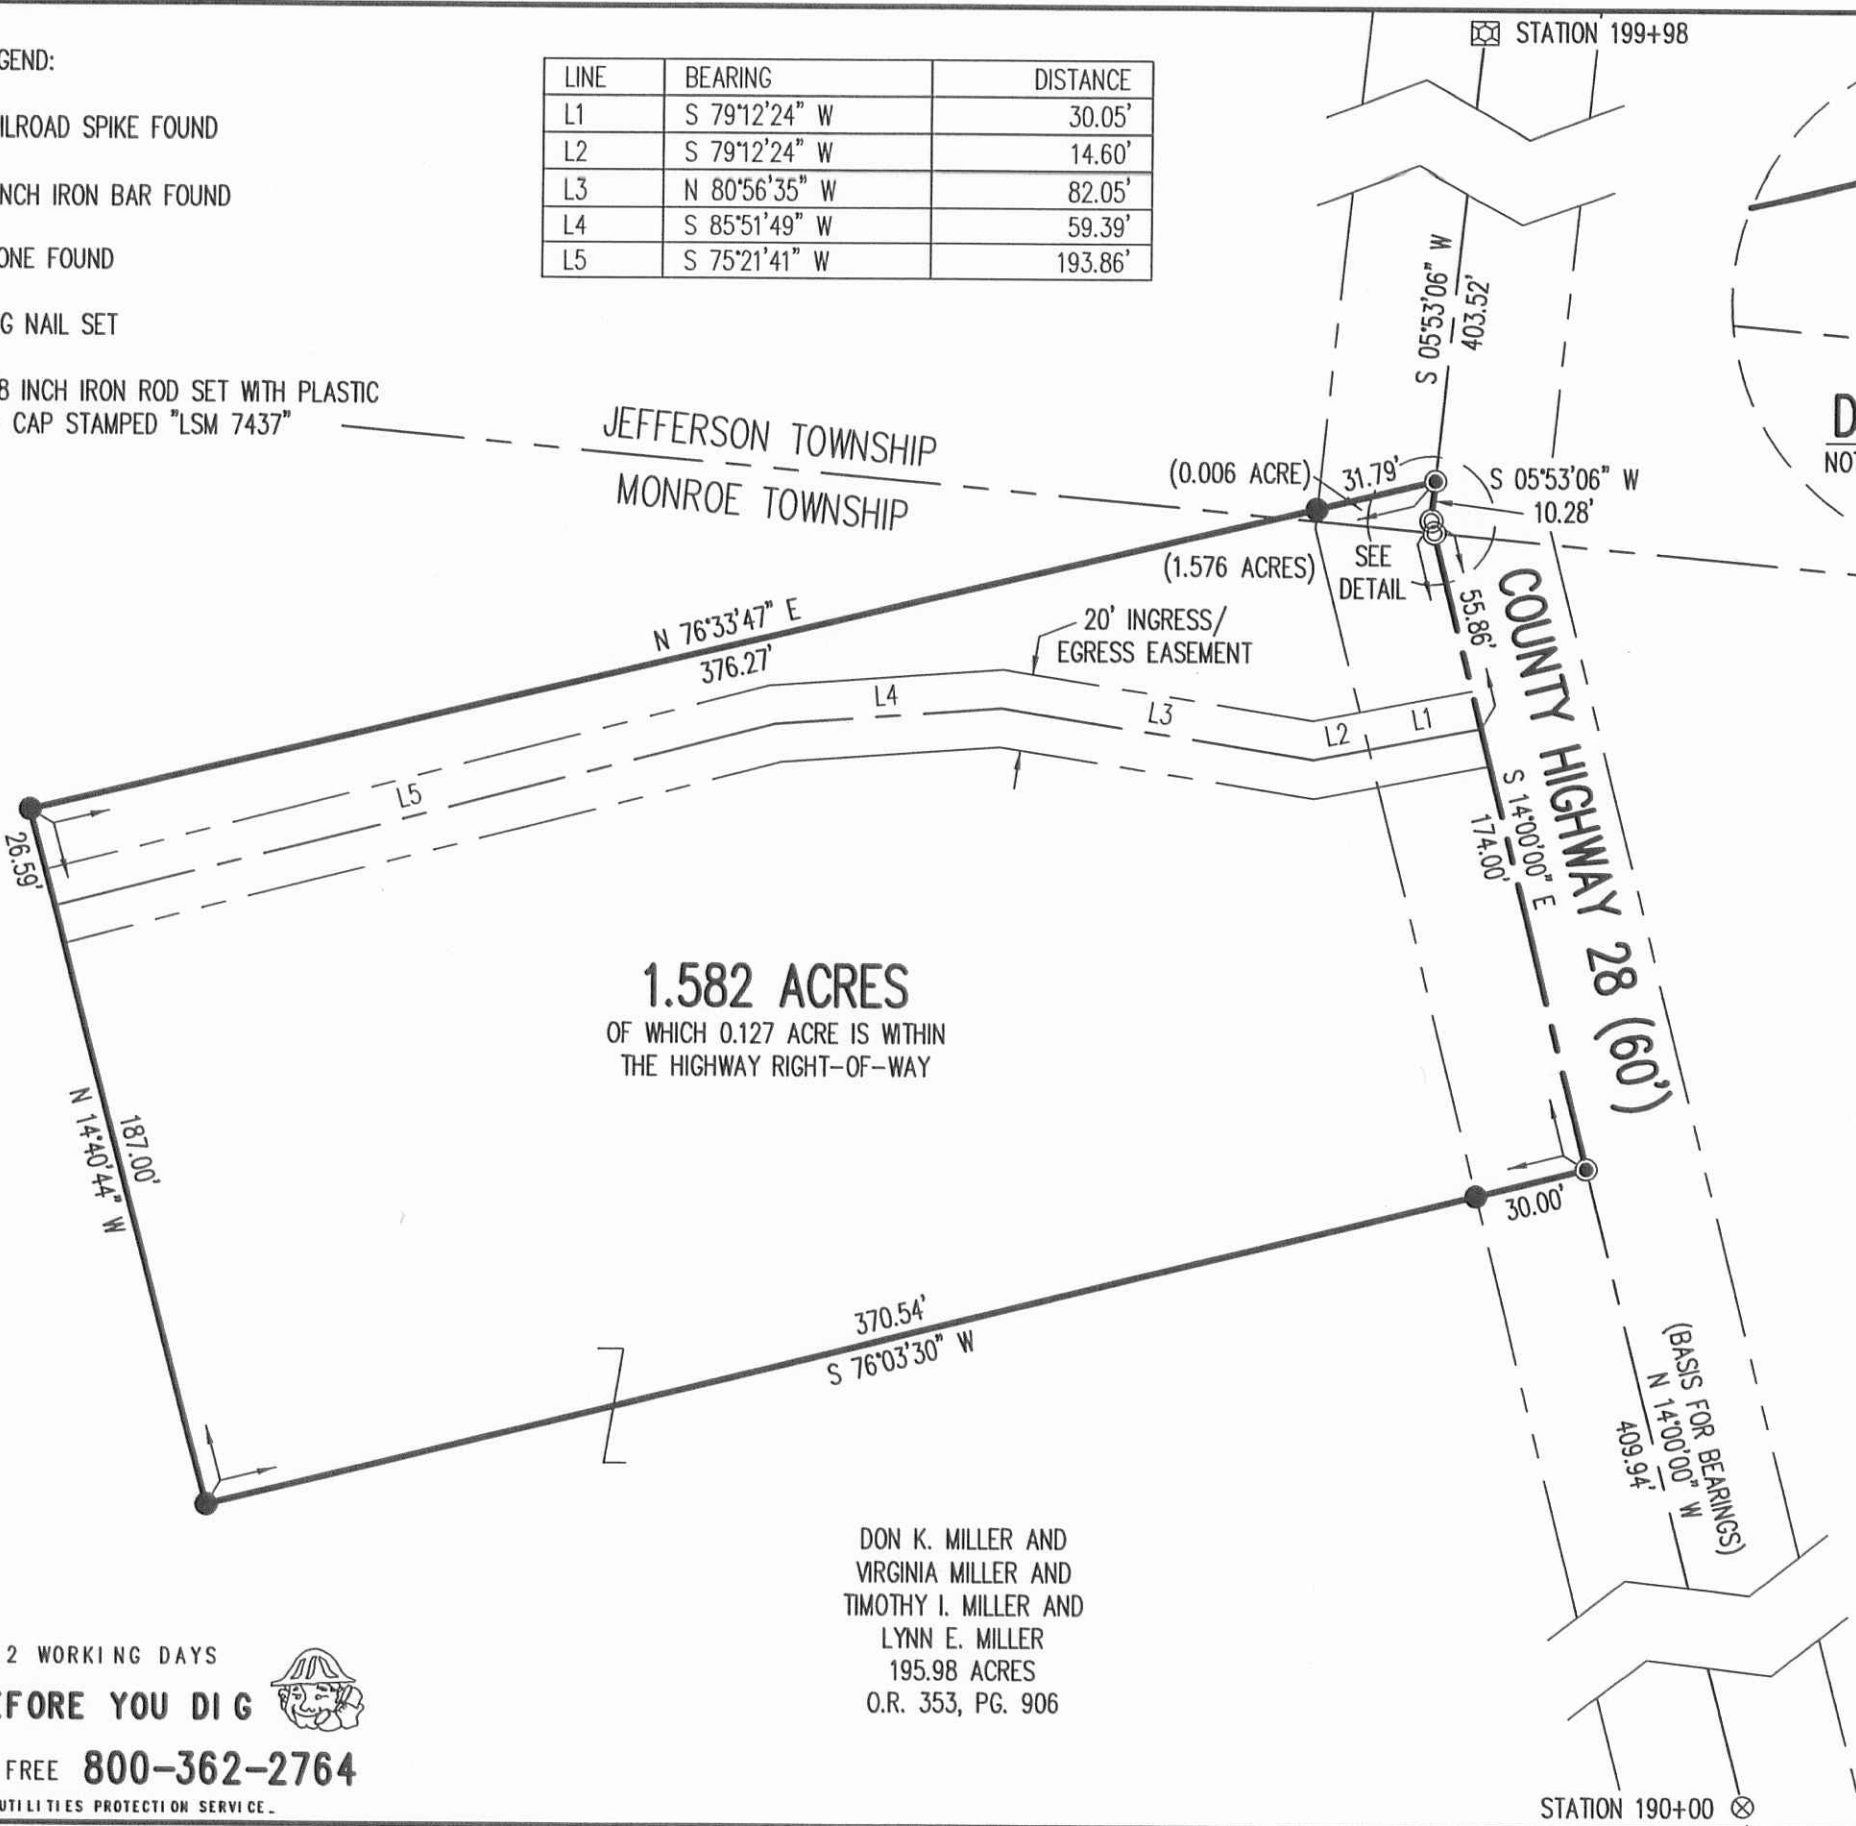 GEND:
ILROAD SPIKE FOUND
NCH IRON BAR FOUND
ONE FOUND
G NAIL SET
8 INCH IRON ROD SET WITH PLASTIC
CAP STAMPED "LSM 7437"
LINE BEARING DISTANCE
L1 S 79°12'24" W 30.05'
L2 S 79°12'24" W 14.60'
L3 N 80°56'35" W 82.05'
L4 S 85°51'49" W 59.39'
L5 S 75°21'41" W 193.86'
STATION 199+98
S 05°53'06" W
403.52'
D
NOT
JEFFERSON TOWNSHIP
MONROE TOWNSHIP
(0.006 ACRE)
31.79'
S 05°53'06" W
10.28'
(1.576 ACRES)
SEE
DETAIL
55.86'
N 76°33'47" E
376.27'
20' INGRESS/
EGRESS EASEMENT
L4
L3
L2
L1
L5
COUNTY HIGHWAY 28 (60')
S 14°00'00" E
174.00'
26.59'
1.582 ACRES
OF WHICH 0.127 ACRE IS WITHIN
THE HIGHWAY RIGHT-OF-WAY
187.00'
N 14°40'44" W
30.00'
370.54'
S 76°03'30" W
(BASIS FOR BEARINGS)
N 14°00'00" W
409.94'
DON K. MILLER AND
VIRGINIA MILLER AND
TIMOTHY I. MILLER AND
LYNN E. MILLER
195.98 ACRES
O.R. 353, PG. 906
2 WORKING DAYS
EFORE YOU DIG
FREE 800-362-2764
UTILITIES PROTECTION SERVICE.
STATION 190+00